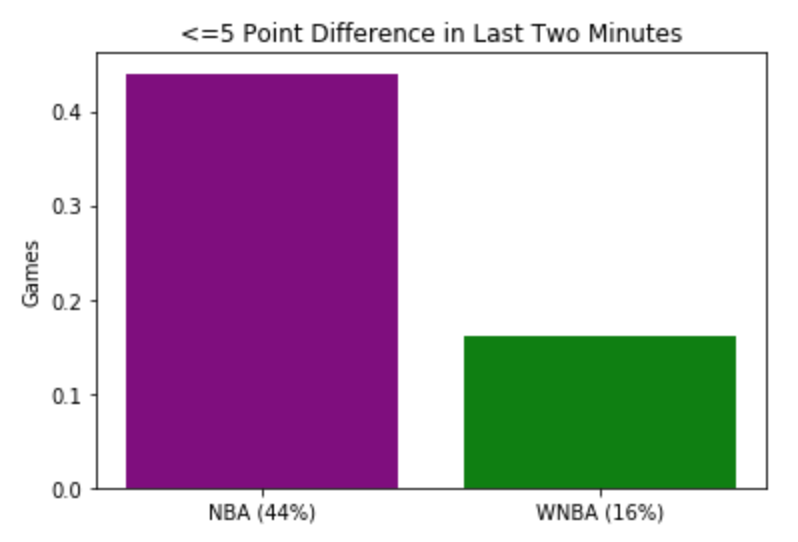 <=5 Point Difference in Last Two Minutes
Games
0.4
0.3
0.2
0.1
0.0
NBA (44%)
WNBA (16%)